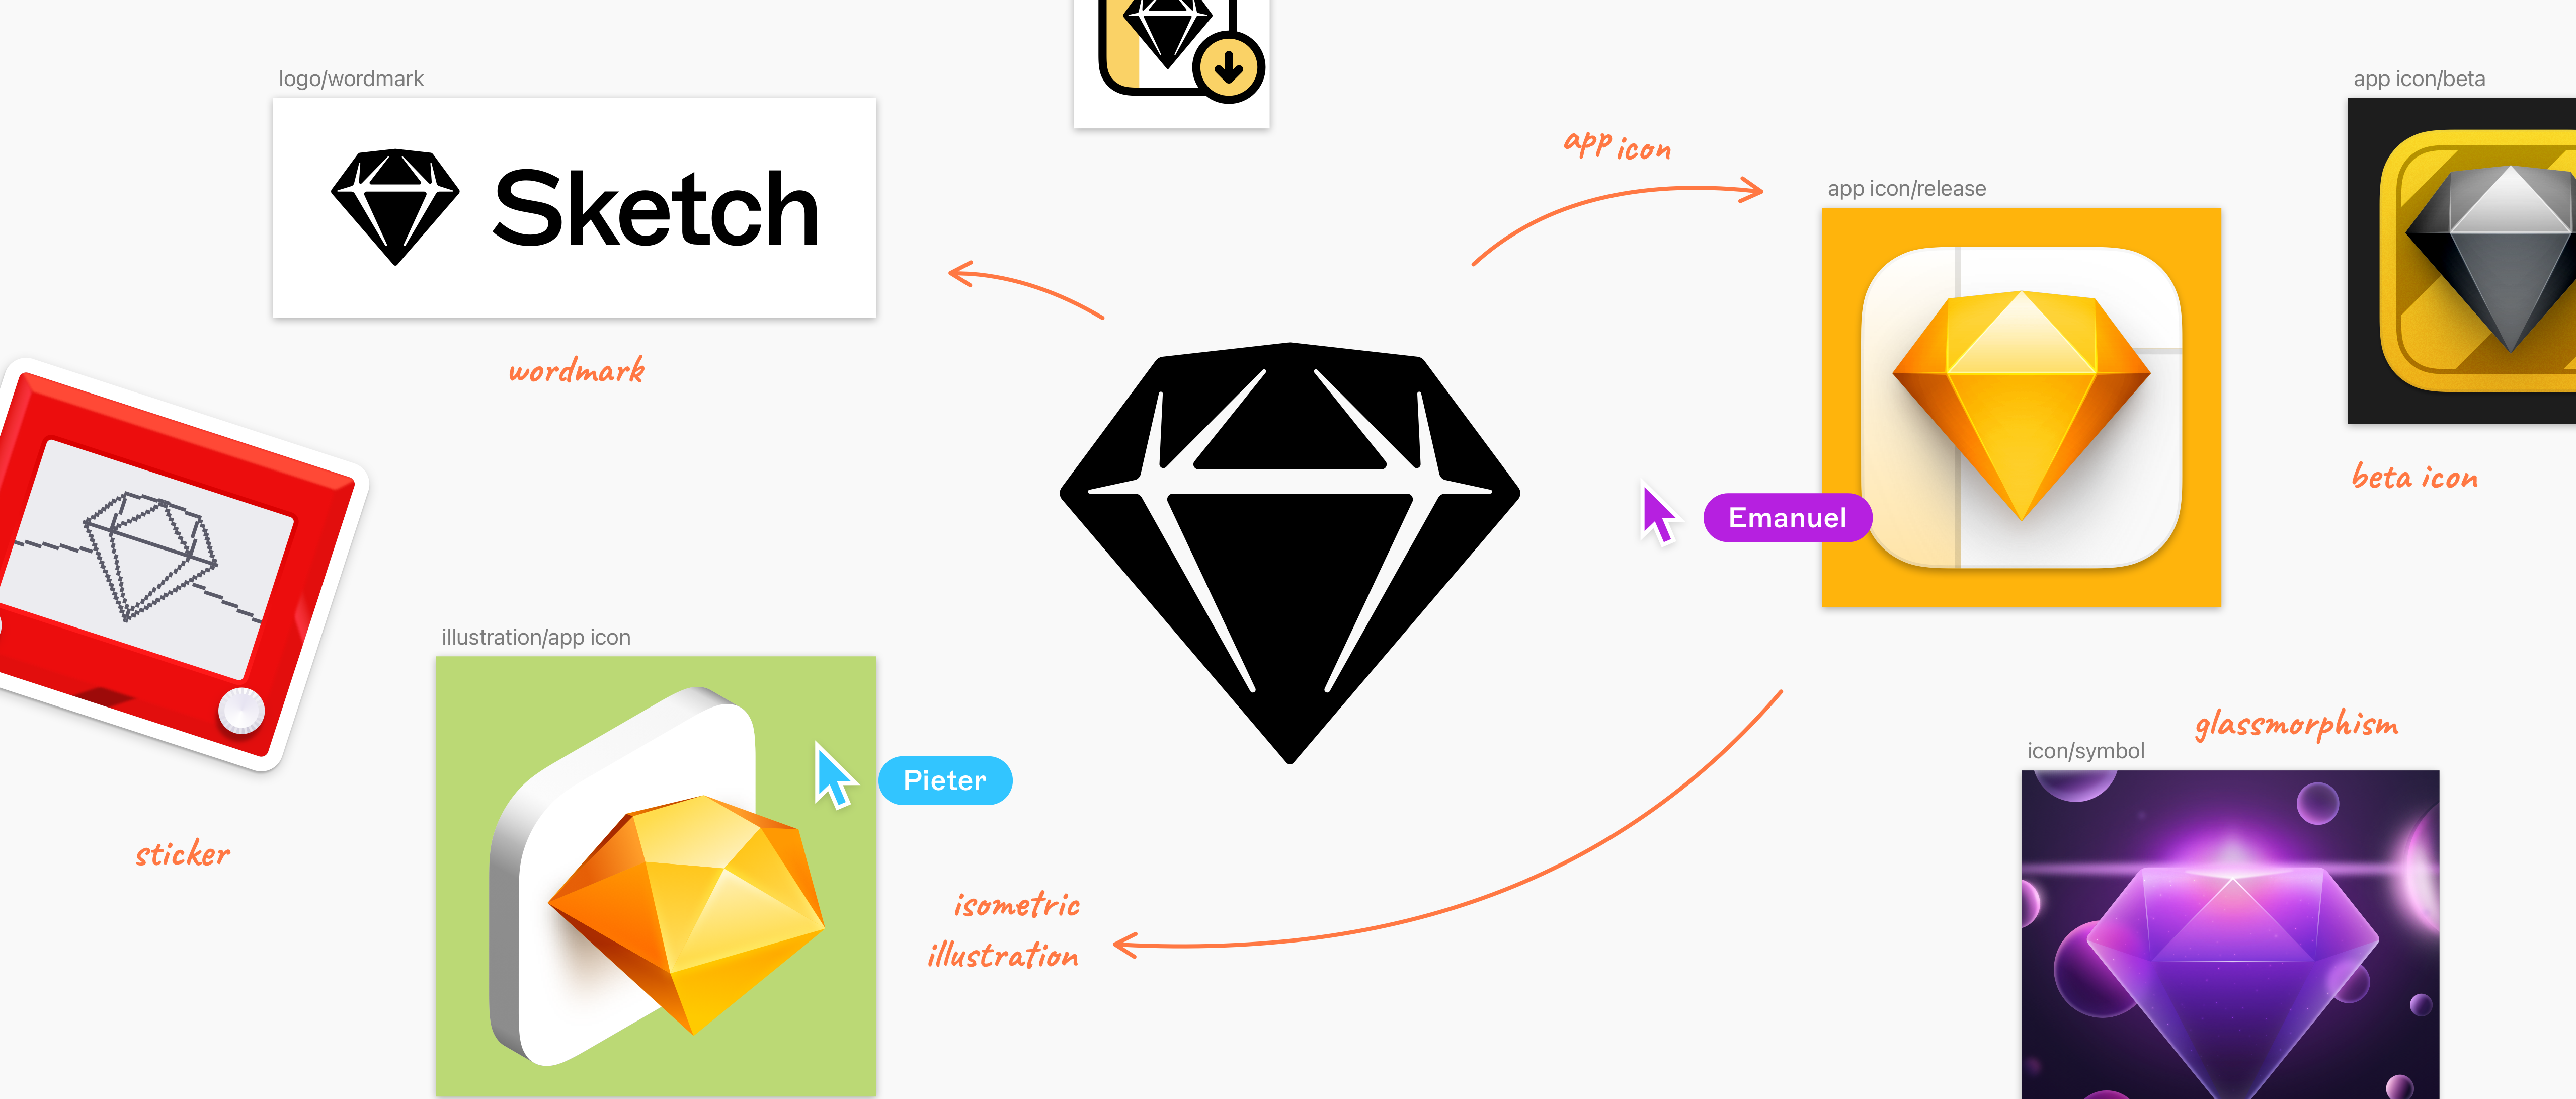 logo/wordmark
Sketch
wordmark
app icon
app icon/release
app icon/beta
beta icon
Emanuel
illustration/app icon
Pieter
sticker
isometric
illustration
glassmorphism
icon/symbol